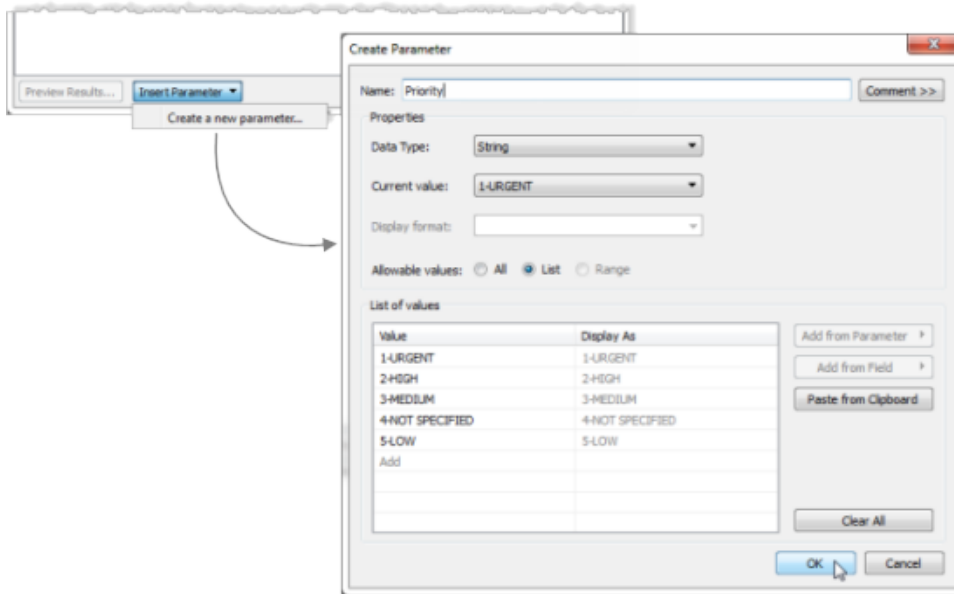 Create Parameter
Preview Results... Insert Parameter
Create a new parameter...
Name: Priority Comment >>
Properties
Data Type: String
Current value: 1-URGENT
Display format:
Allowable values: All List Range
List of values
Value Display As
1-URGENT 1-URGENT
2-HIGH 2-HIGH
3-MEDIUM 3-MEDIUM
4-NOT SPECIFIED 4-NOT SPECIFIED
5-LOW 5-LOW
Add
Add from Parameter
Add from Field
Paste from Clipboard
Clear All
OK Cancel